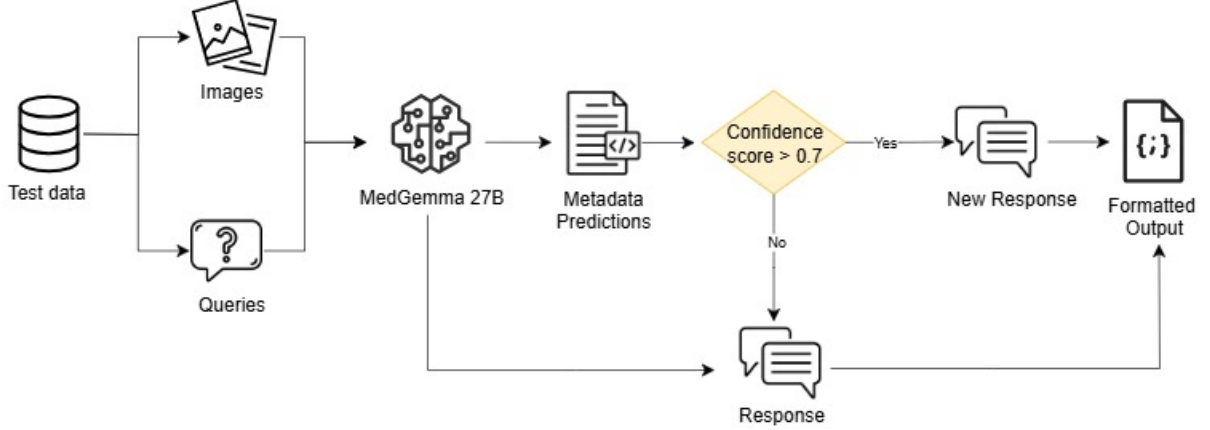 Images
Test data
Queries
MedGemma 27B
</>
Metadata
Predictions
Confidence
score > 0.7
Yes
No
New Response
{;}
Formatted
Output
Response
?